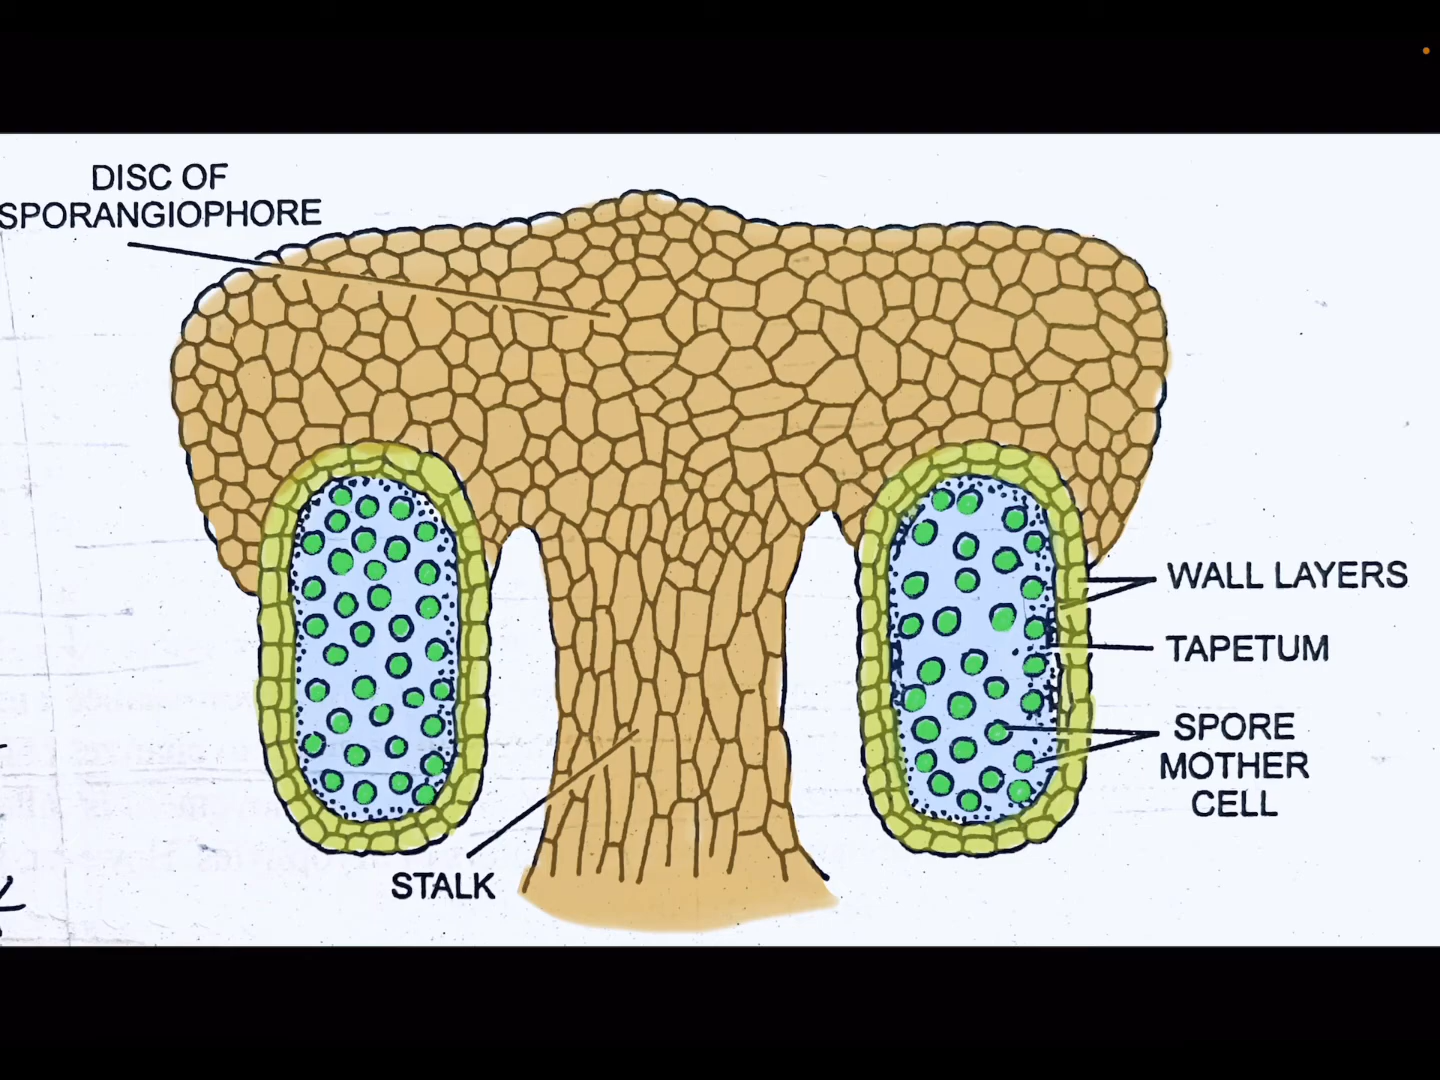 DISC OF
SPORANGIOPHORE
WALL LAYERS
TAPETUM
SPORE
MOTHER
CELL
STALK